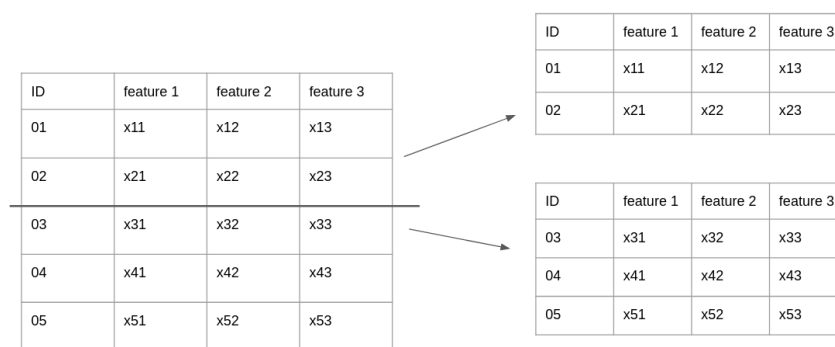 ID feature 1 feature 2 feature 3
01 x11 x12 x13
02 x21 x22 x23
03 x31 x32 x33
04 x41 x42 x43
05 x51 x52 x53
ID feature 1 feature 2 feature 3
01 x11 x12 x13
02 x21 x22 x23
ID feature 1 feature 2 feature 3
03 x31 x32 x33
04 x41 x42 x43
05 x51 x52 x53